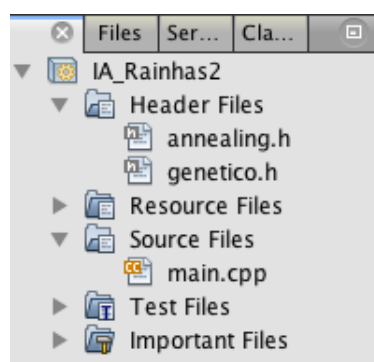 Files Ser... Cla...
IA_Rainhas2
Header Files
annealing.h
genetico.h
Resource Files
Source Files
main.cpp
Test Files
Important Files